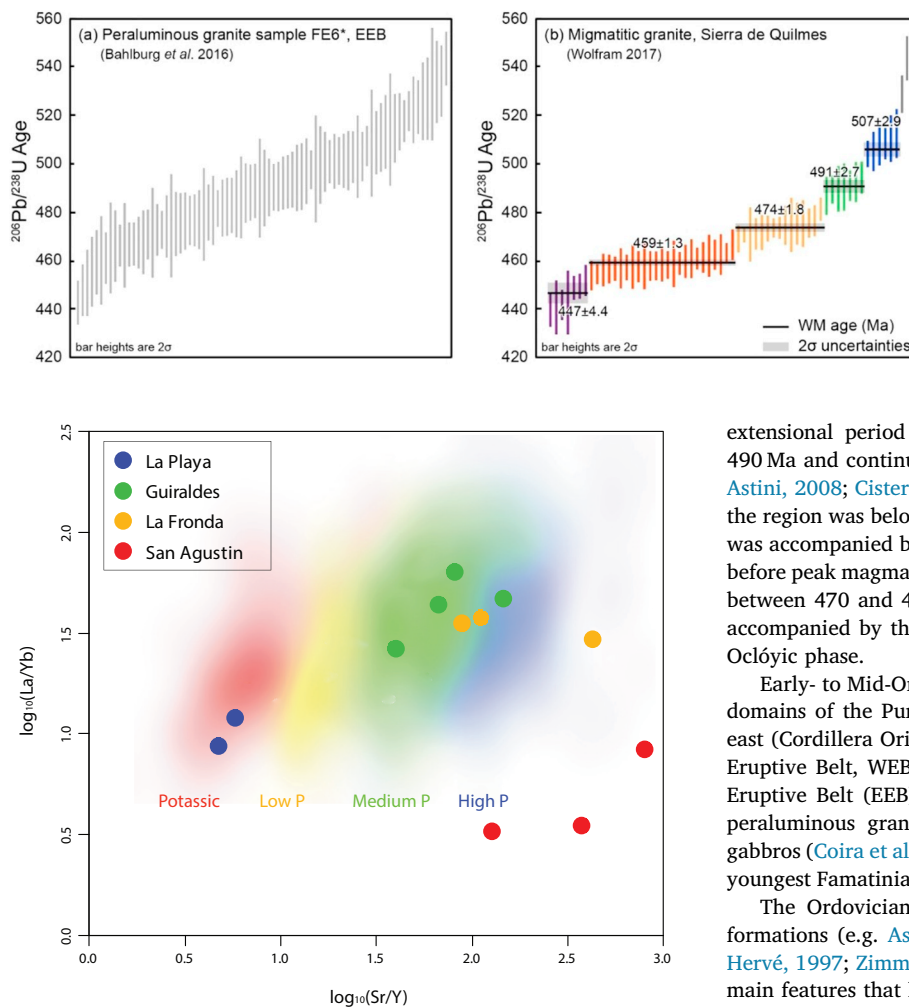 560
540
520
500
480
460
440
420
206Pb/238U Age
(a) Peraluminous granite sample FE6*, EEB
(Bahlburg et al. 2016)
bar heights are 2σ
560
540
520
500
480
460
440
420
206Pb/238U Age
(b) Migmatitic granite, Sierra de Quilmes
(Wolfram 2017)
507±2.9
491±2.7
474±1.8
459±1.3
447±4.4
WM age (Ma)
2σ uncertainties
bar heights are 2σ
2.5
2.0
1.5
1.0
0.5
0.0
log10(La/Yb)
La Playa
Guiraldes
La Fronda
San Agustin
Potassic
Low P
Medium P
High P
0.0
0.5
1.0
1.5
2.0
2.5
3.0
log10(Sr/Y)
extensional period
490 Ma and continu
Astini, 2008; Cister
the region was belo
was accompanied b
before peak magma
between 470 and 4
accompanied by th
Oclóyic phase.
Early- to Mid-Or
domains of the Pur
east (Cordillera Ori
Eruptive Belt, WEB
Eruptive Belt (EEB
peraluminous gran
gabbros (Coira et al
youngest Famatinia
The Ordovician
formations (e.g. As
Hervé, 1997; Zimm
main features that l